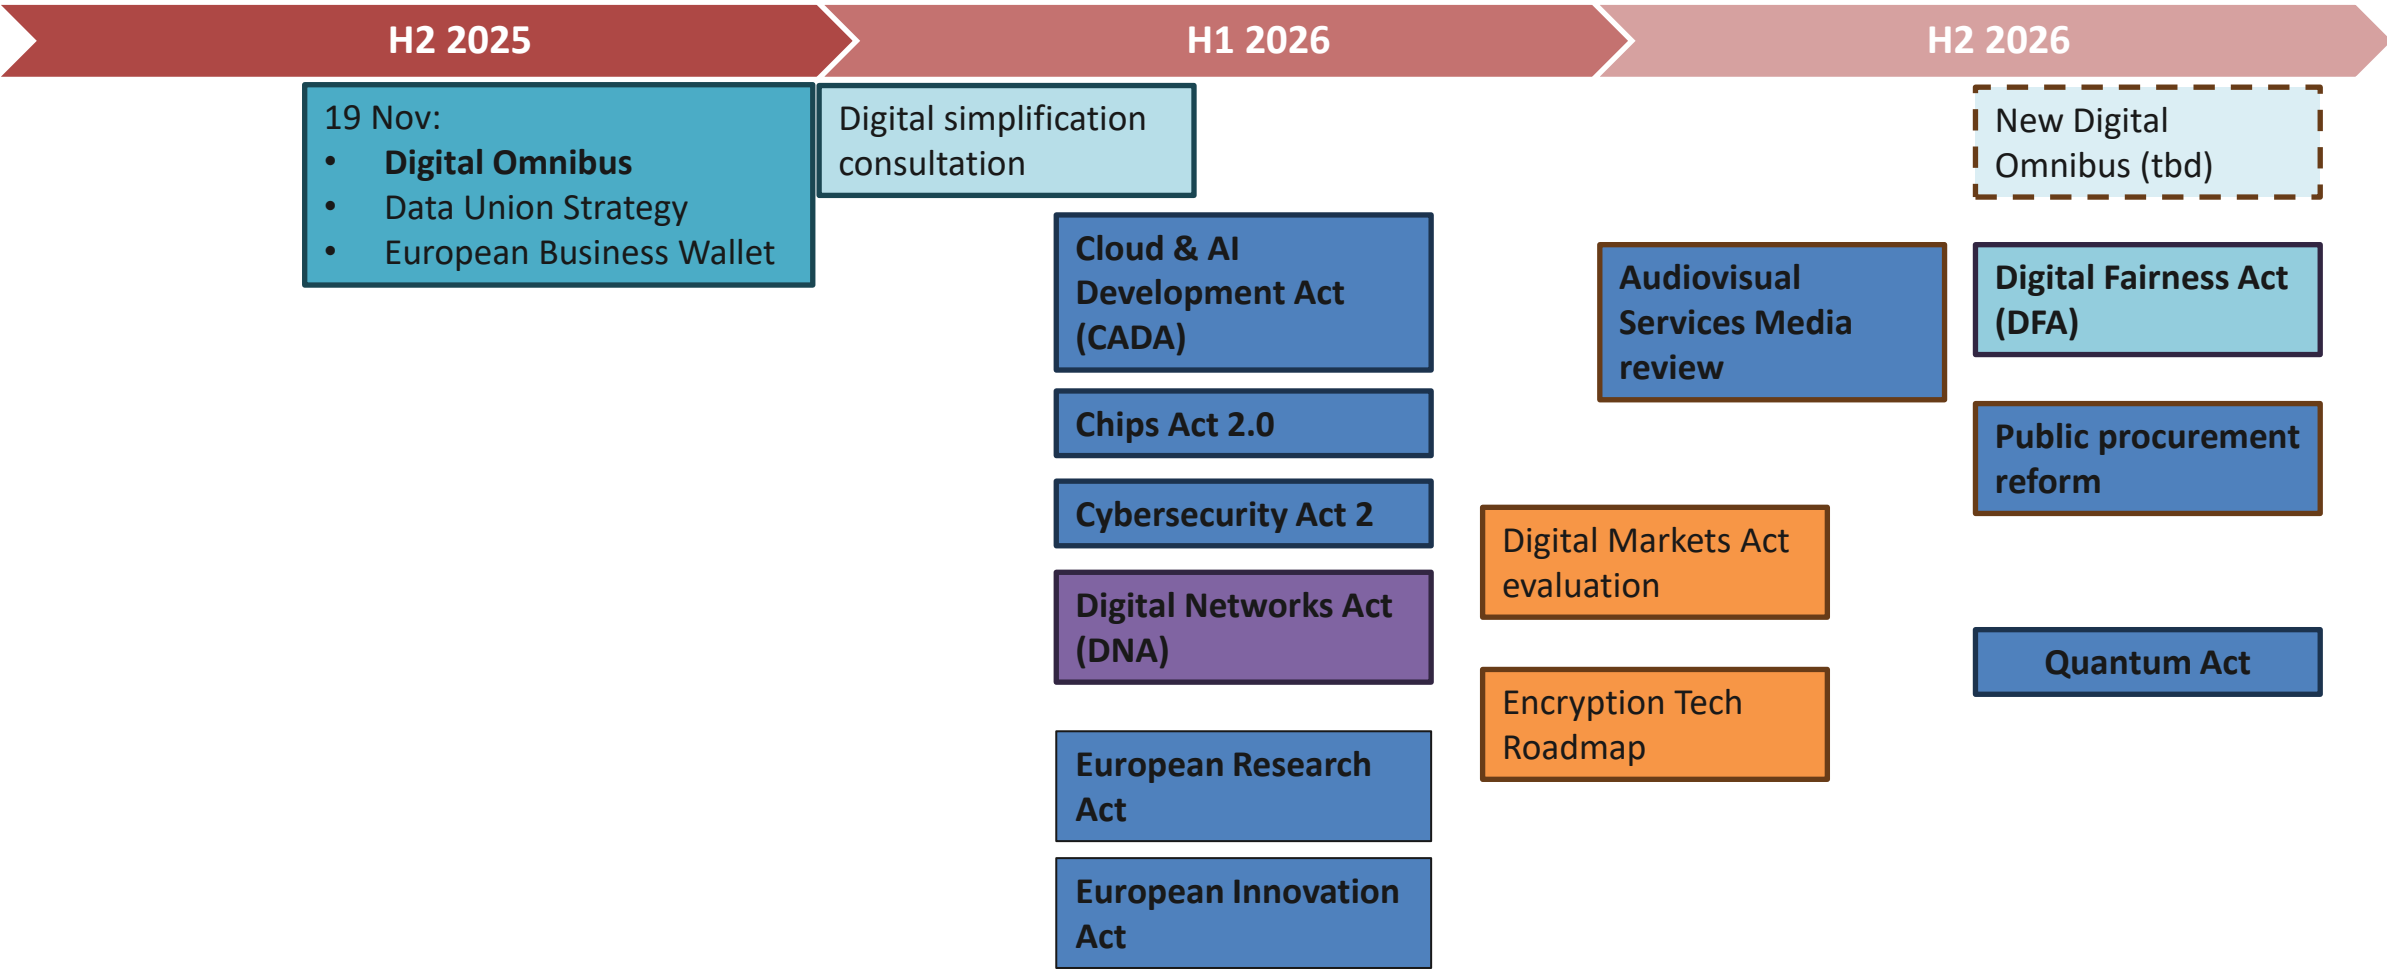 H2 2025
H1 2026
H2 2026
19 Nov:
• Digital Omnibus
• Data Union Strategy
• European Business Wallet
Digital simplification
consultation
Cloud & AI
Development Act
(CADA)
Chips Act 2.0
Cybersecurity Act 2
Digital Networks Act
(DNA)
European Research
Act
European Innovation
Act
Digital Markets Act
evaluation
Encryption Tech
Roadmap
Audiovisual
Services Media
review
New Digital
Omnibus (tbd)
Digital Fairness Act
(DFA)
Public procurement
reform
Quantum Act